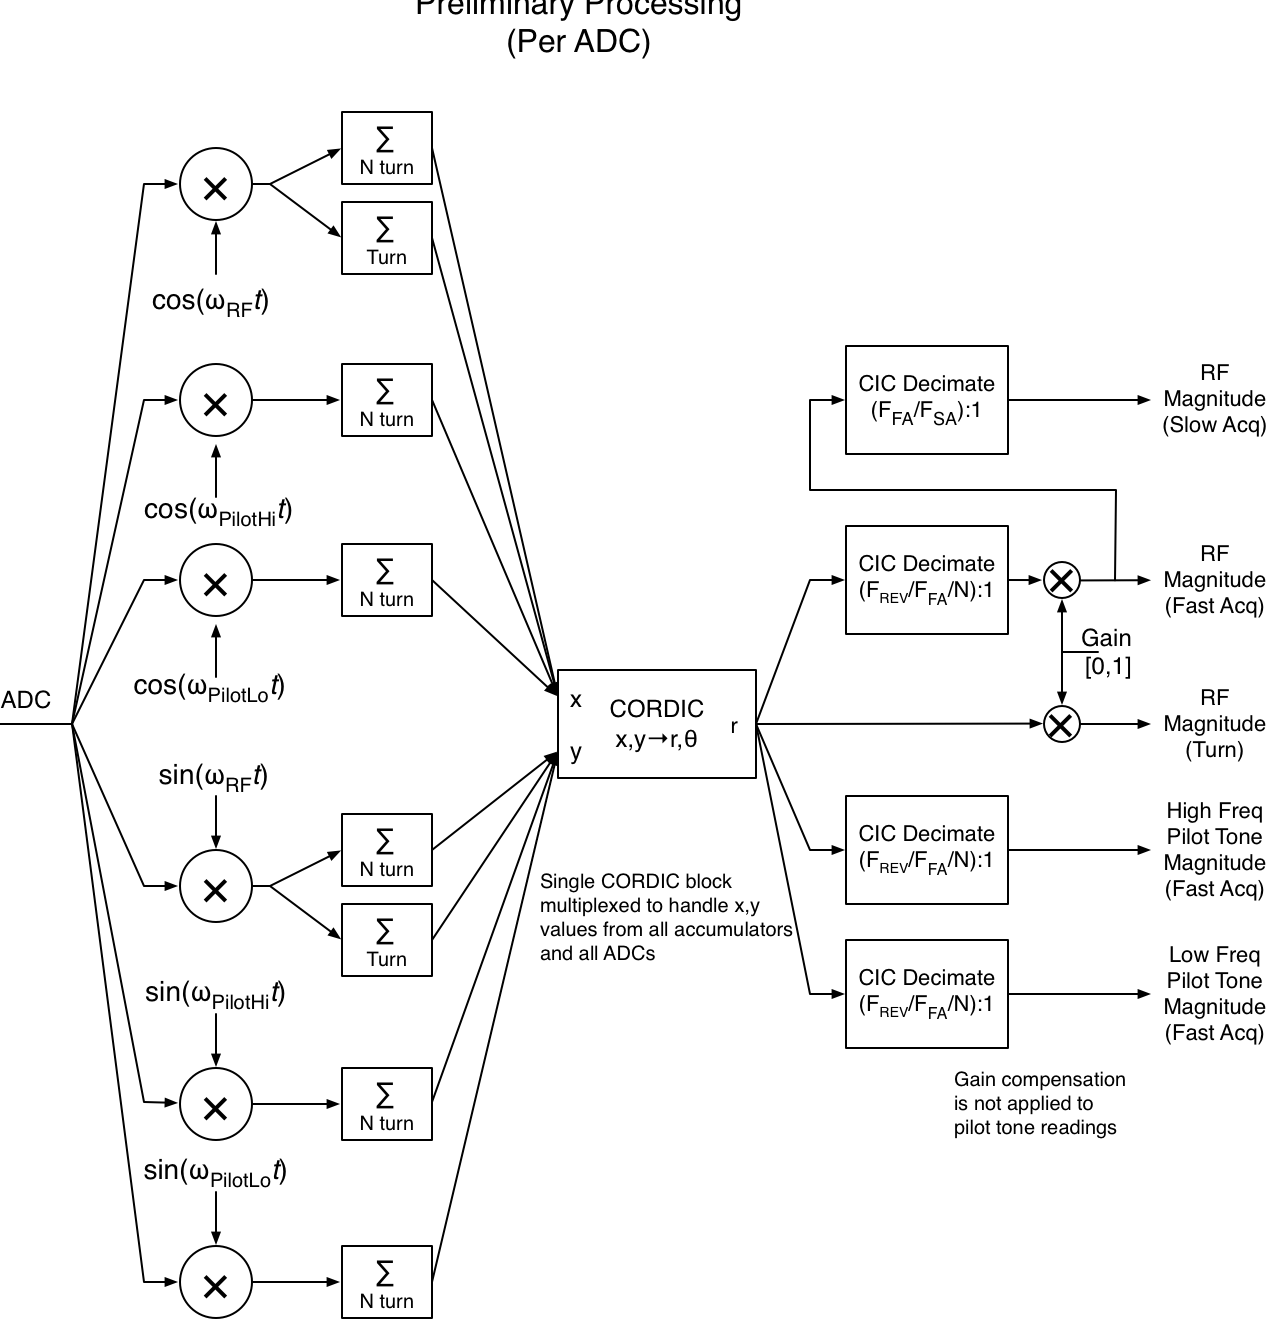 Preliminary Processing
(Per ADC)
Σ
N turn
×
Σ
Turn
cos(ωRFt)
Σ
N turn
×
cos(ωPilotHit)
Σ
N turn
×
cos(ωPilotLot)
ADC
sin(ωRFt)
Σ
N turn
×
Σ
Turn
sin(ωPilotHit)
Σ
N turn
×
sin(ωPilotLot)
Σ
N turn
×
x
y
CORDIC
x,y→r,θ
r
Single CORDIC block
multiplexed to handle x,y
values from all accumulators
and all ADCs
CIC Decimate
(FFA/FSA):1
RF
Magnitude
(Slow Acq)
CIC Decimate
(FREV/FFA/N):1
×
RF
Magnitude
(Fast Acq)
Gain
[0,1]
×
RF
Magnitude
(Turn)
CIC Decimate
(FREV/FFA/N):1
High Freq
Pilot Tone
Magnitude
(Fast Acq)
CIC Decimate
(FREV/FFA/N):1
Low Freq
Pilot Tone
Magnitude
(Fast Acq)
Gain compensation
is not applied to
pilot tone readings